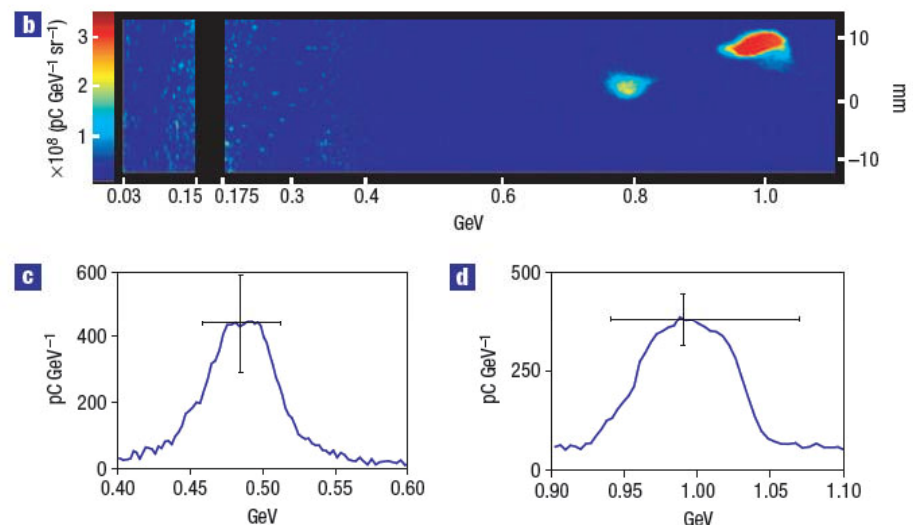 b
×10⁸ (pC GeV⁻¹ sr⁻¹)
3
2
1
10
0
–10
mm
0.03 0.15 0.175 0.3 0.4 0.6 0.8 1.0
GeV
c
pC GeV⁻¹
600
400
200
0
0.40 0.45 0.50 0.55 0.60
GeV
d
pC GeV⁻¹
500
250
0
0.90 0.95 1.00 1.05 1.10
GeV